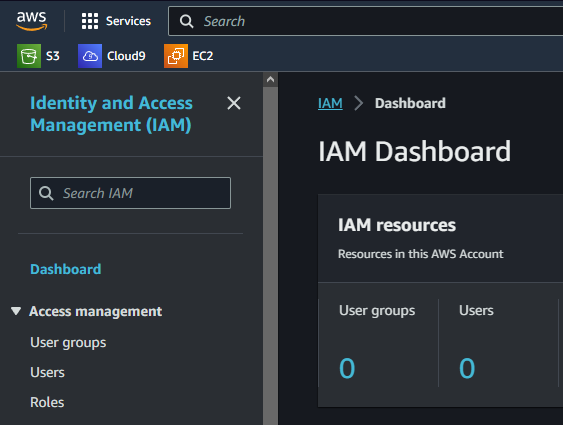 aws
Services
Search
S3
Cloud9
EC2
Identity and Access
Management (IAM)
Search IAM
Dashboard
Access management
User groups
Users
Roles
IAM
Dashboard
IAM Dashboard
IAM resources
Resources in this AWS Account
User groups
Users
0
0